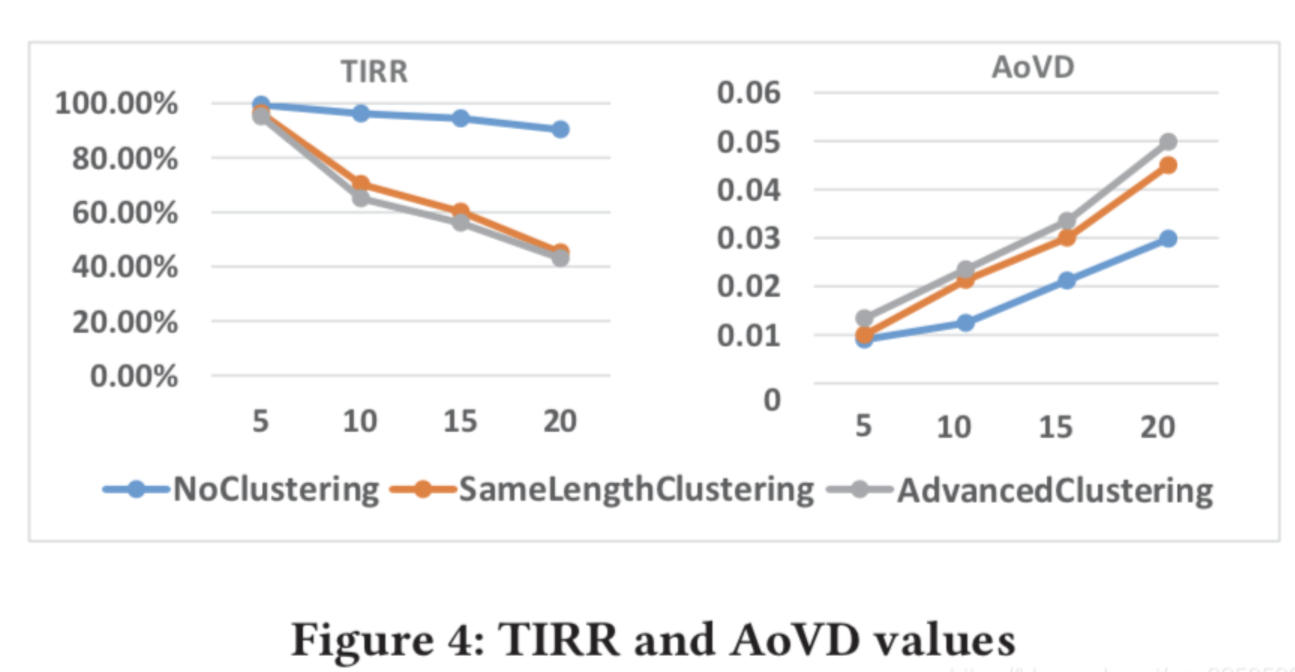 TIRR
100.00%
80.00%
60.00%
40.00%
20.00%
0.00%
5 10 15 20
AoVD
0.06
0.05
0.04
0.03
0.02
0.01
0
5 10 15 20
NoClustering SameLengthClustering AdvancedClustering
Figure 4: TIRR and AoVD values